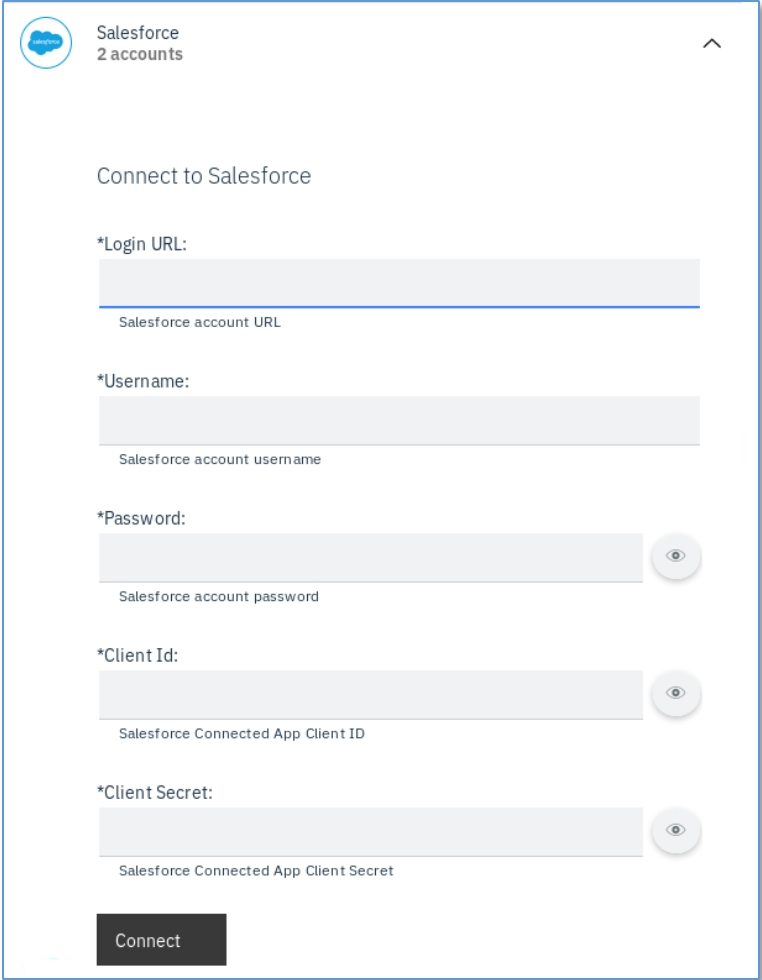 salesforce
Salesforce
2 accounts
Connect to Salesforce
*Login URL:
Salesforce account URL
*Username:
Salesforce account username
*Password:
Salesforce account password
*Client Id:
Salesforce Connected App Client ID
*Client Secret:
Salesforce Connected App Client Secret
Connect